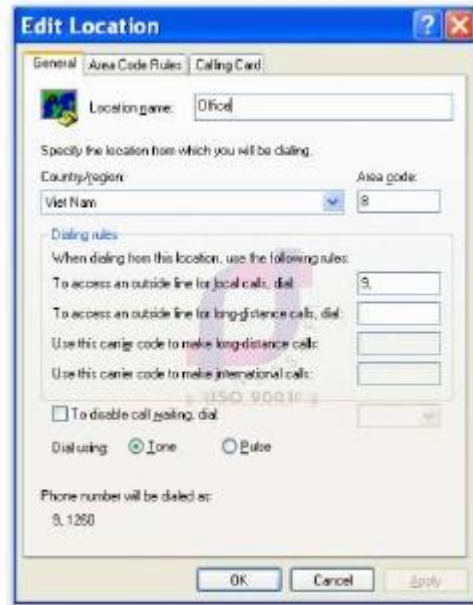 Edit Location
General Area Code Rules Calling Card
Location name: Office
Specify the location from which you will be dialing.
Country/region: Area code:
Viet Nam 8
Dialing rules
When dialing from this location, use the following rules:
To access an outside line for local calls, dial: 9,
To access an outside line for long-distance calls, dial:
Use this carrier code to make long-distance calls:
Use this carrier code to make international calls:
ISO 9001
To disable call waiting, dial:
Dial using: Tone Pulse
Phone number will be dialed as:
9, 1260
OK Cancel Apply